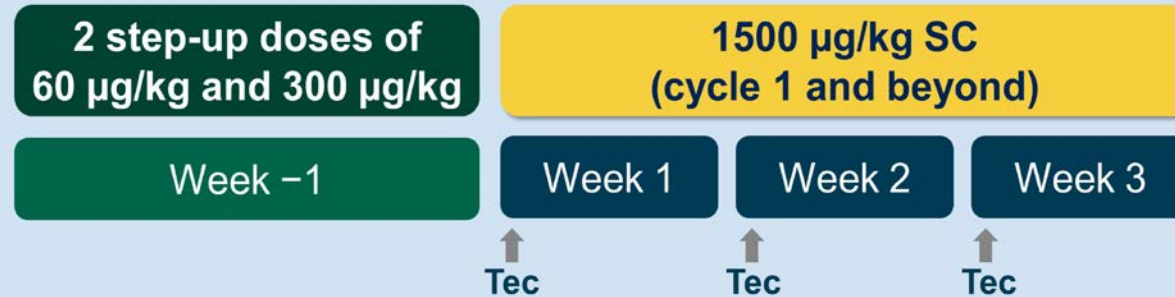 2 step-up doses of
60 µg/kg and 300 µg/kg
1500 µg/kg SC
(cycle 1 and beyond)
Week −1
Week 1
Week 2
Week 3
Tec
Tec
Tec